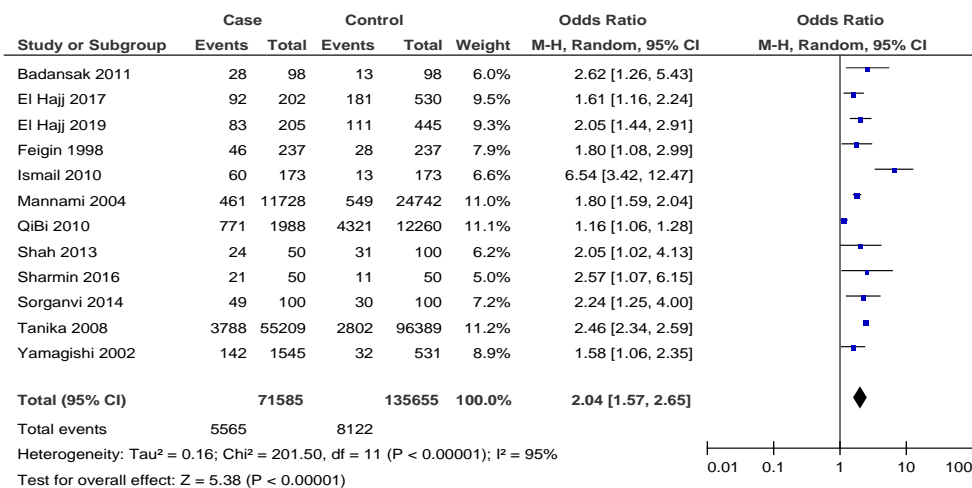 Case Control Odds Ratio Odds Ratio
Study or Subgroup Events Total Events Total Weight M-H, Random, 95% CI M-H, Random, 95% CI
Badansak 2011 28 98 13 98 6.0% 2.62 [1.26, 5.43]
El Hajj 2017 92 202 181 530 9.5% 1.61 [1.16, 2.24]
El Hajj 2019 83 205 111 445 9.3% 2.05 [1.44, 2.91]
Feigin 1998 46 237 28 237 7.9% 1.80 [1.08, 2.99]
Ismail 2010 60 173 13 173 6.6% 6.54 [3.42, 12.47]
Mannami 2004 461 11728 549 24742 11.0% 1.80 [1.59, 2.04]
QiBi 2010 771 1988 4321 12260 11.1% 1.16 [1.06, 1.28]
Shah 2013 24 50 31 100 6.2% 2.05 [1.02, 4.13]
Sharmin 2016 21 50 11 50 5.0% 2.57 [1.07, 6.15]
Sorganvi 2014 49 100 30 100 7.2% 2.24 [1.25, 4.00]
Tanika 2008 3788 55209 2802 96389 11.2% 2.46 [2.34, 2.59]
Yamagishi 2002 142 1545 32 531 8.9% 1.58 [1.06, 2.35]
Total (95% CI) 71585 135655 100.0% 2.04 [1.57, 2.65]
Total events 5565 8122
Heterogeneity: Tau² = 0.16; Chi² = 201.50, df = 11 (P < 0.00001); I² = 95%
Test for overall effect: Z = 5.38 (P < 0.00001)
0.01 0.1 1 10 100